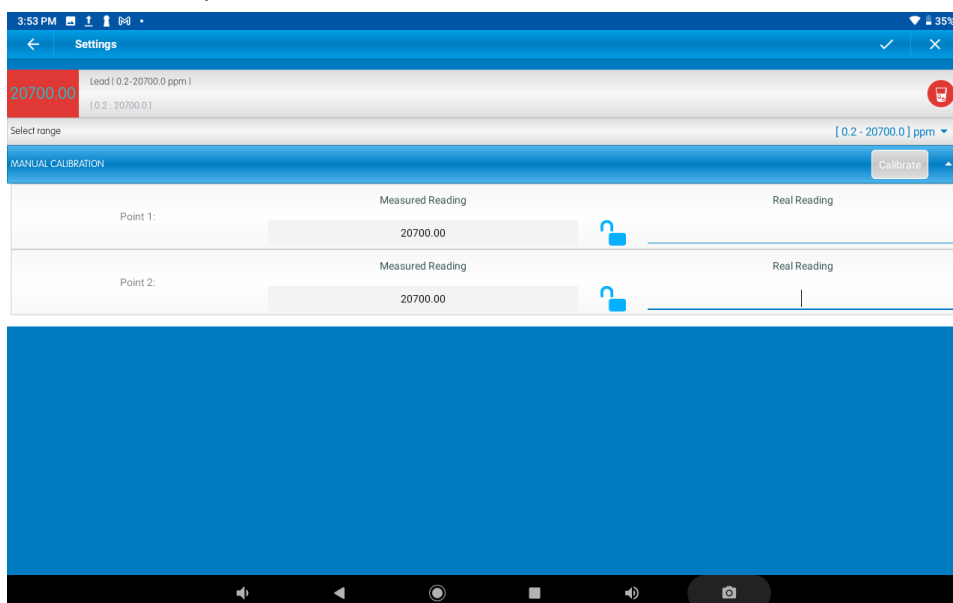 3:53 PM
35%
Settings
20700.00
Lead ( 0.2-20700.0 ppm )
( 0.2 : 20700.0 )
Select range
[ 0.2 - 20700.0 ] ppm
MANUAL CALIBRATION
Calibrate
Measured Reading
Real Reading
Point 1:
20700.00
Measured Reading
Real Reading
Point 2:
20700.00